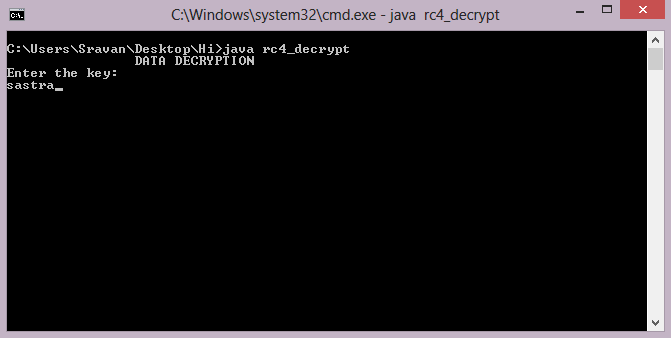 C:\Windows\system32\cmd.exe - java  rc4_decrypt
C:\Users\Sravan\Desktop\Hi>java rc4_decrypt
DATA DECRYPTION
Enter the key:
sastra_